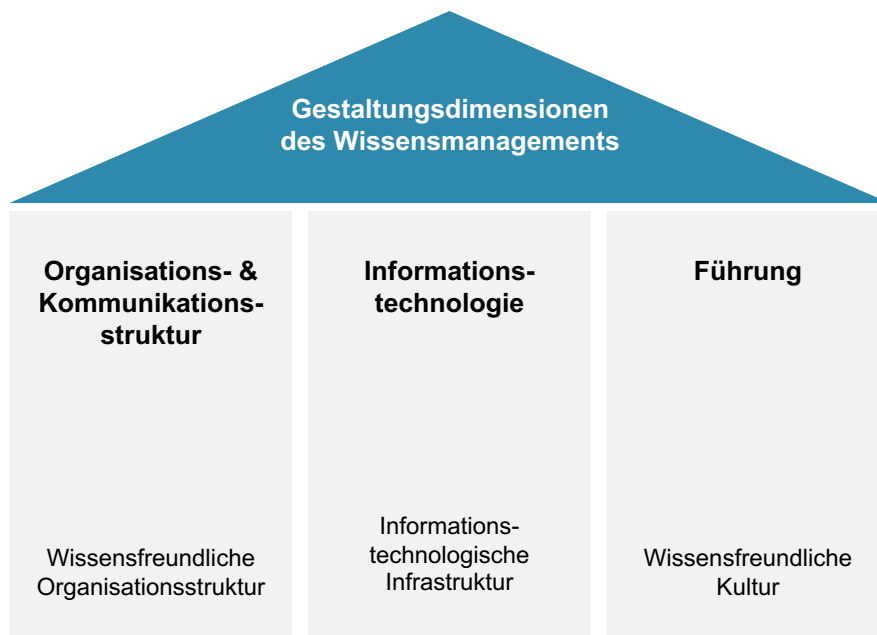 Gestaltungsdimensionen
des Wissensmanagements
Organisations- &
Kommunikations-
struktur
Wissensfreundliche
Organisationsstruktur
Informations-
technologie
Informations-
technologische
Infrastruktur
Führung
Wissensfreundliche
Kultur